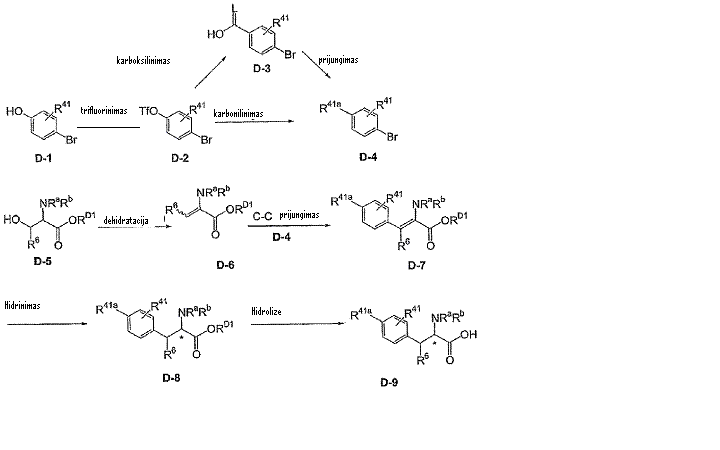 HO R⁴¹
Br
D-3
karboksilinimas
prijungimas
HO R⁴¹
Br
D-1
trifluorinimas
TfO R⁴¹
Br
D-2
karbonilinimas
R⁴¹ᵃ R⁴¹
Br
D-4
NRᵃRᵇ
HO ORᴰ¹
R⁶ O
D-5
dehidratacija
NRᵃRᵇ
R⁶ ORᴰ¹
O
D-6
C-C prijungimas
D-4
R⁴¹ᵃ R⁴¹ NRᵃRᵇ
ORᴰ¹
R⁶ O
D-7
Hidrinimas
R⁴¹ᵃ R⁴¹ NRᵃRᵇ
ORᴰ¹
R⁶ * O
D-8
Hidrolize
R⁴¹ᵃ R⁴¹ NRᵃRᵇ
OH
* O
D-9